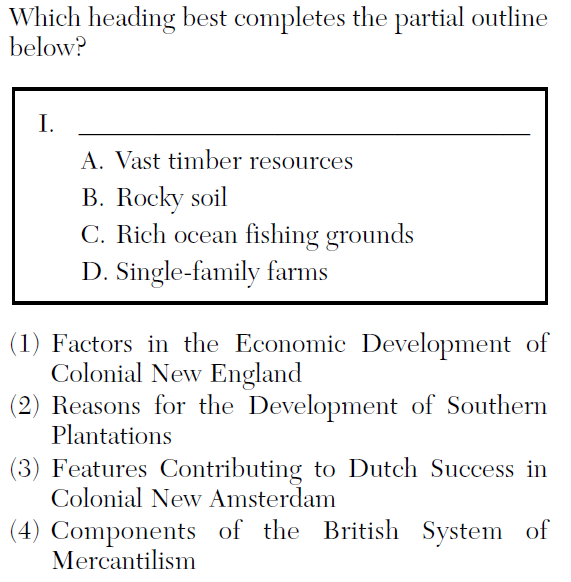 Which heading best completes the partial outline
below?
I. 
A. Vast timber resources
B. Rocky soil
C. Rich ocean fishing grounds
D. Single-family farms
(1) Factors in the Economic Development of
Colonial New England
(2) Reasons for the Development of Southern
Plantations
(3) Features Contributing to Dutch Success in
Colonial New Amsterdam
(4) Components of the British System of
Mercantilism